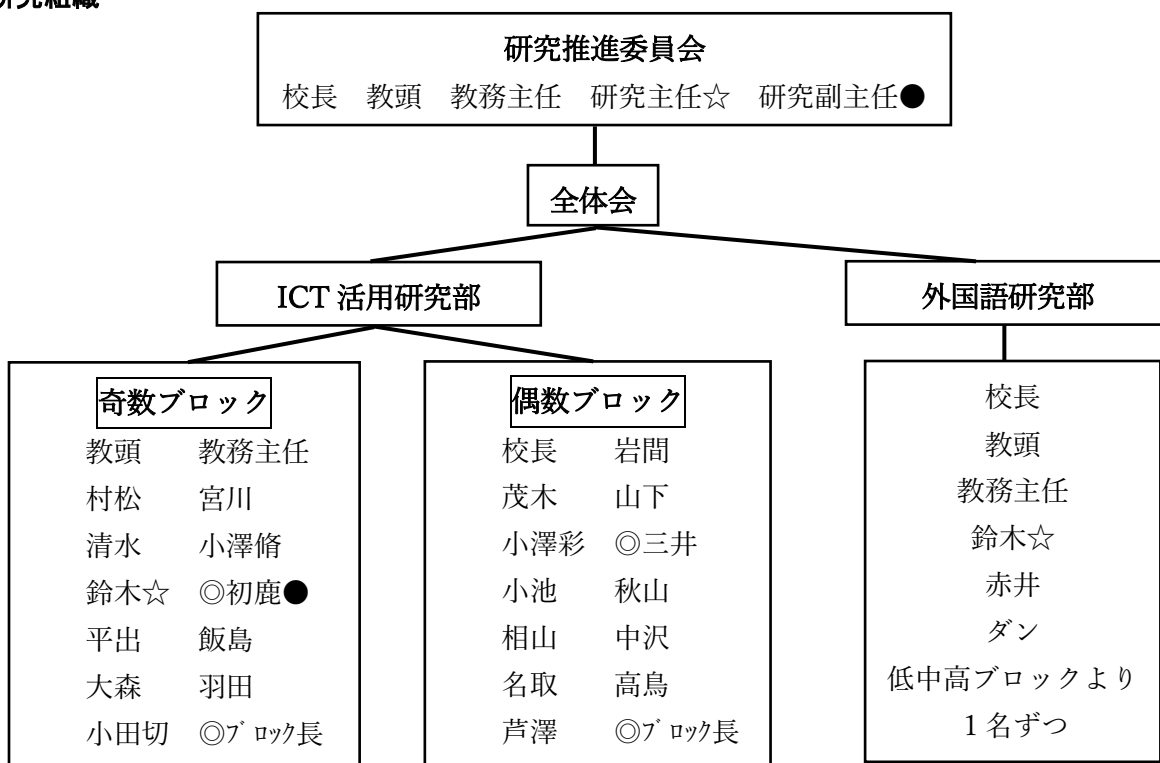 研究組織
研究推進委員会
校長 教頭 教務主任 研究主任☆ 研究副主任●
全体会
ICT 活用研究部
外国語研究部
奇数ブロック
教頭 教務主任
村松 宮川
清水 小澤脩
鈴木☆ ◎初鹿●
平出 飯島
大森 羽田
小田切 ◎ﾌﾞﾛｯｸ長
偶数ブロック
校長 岩間
茂木 山下
小澤彩 ◎三井
小池 秋山
相山 中沢
名取 高鳥
芦澤 ◎ﾌﾞﾛｯｸ長
校長
教頭
教務主任
鈴木☆
赤井
ダン
低中高ブロックより
１名ずつ